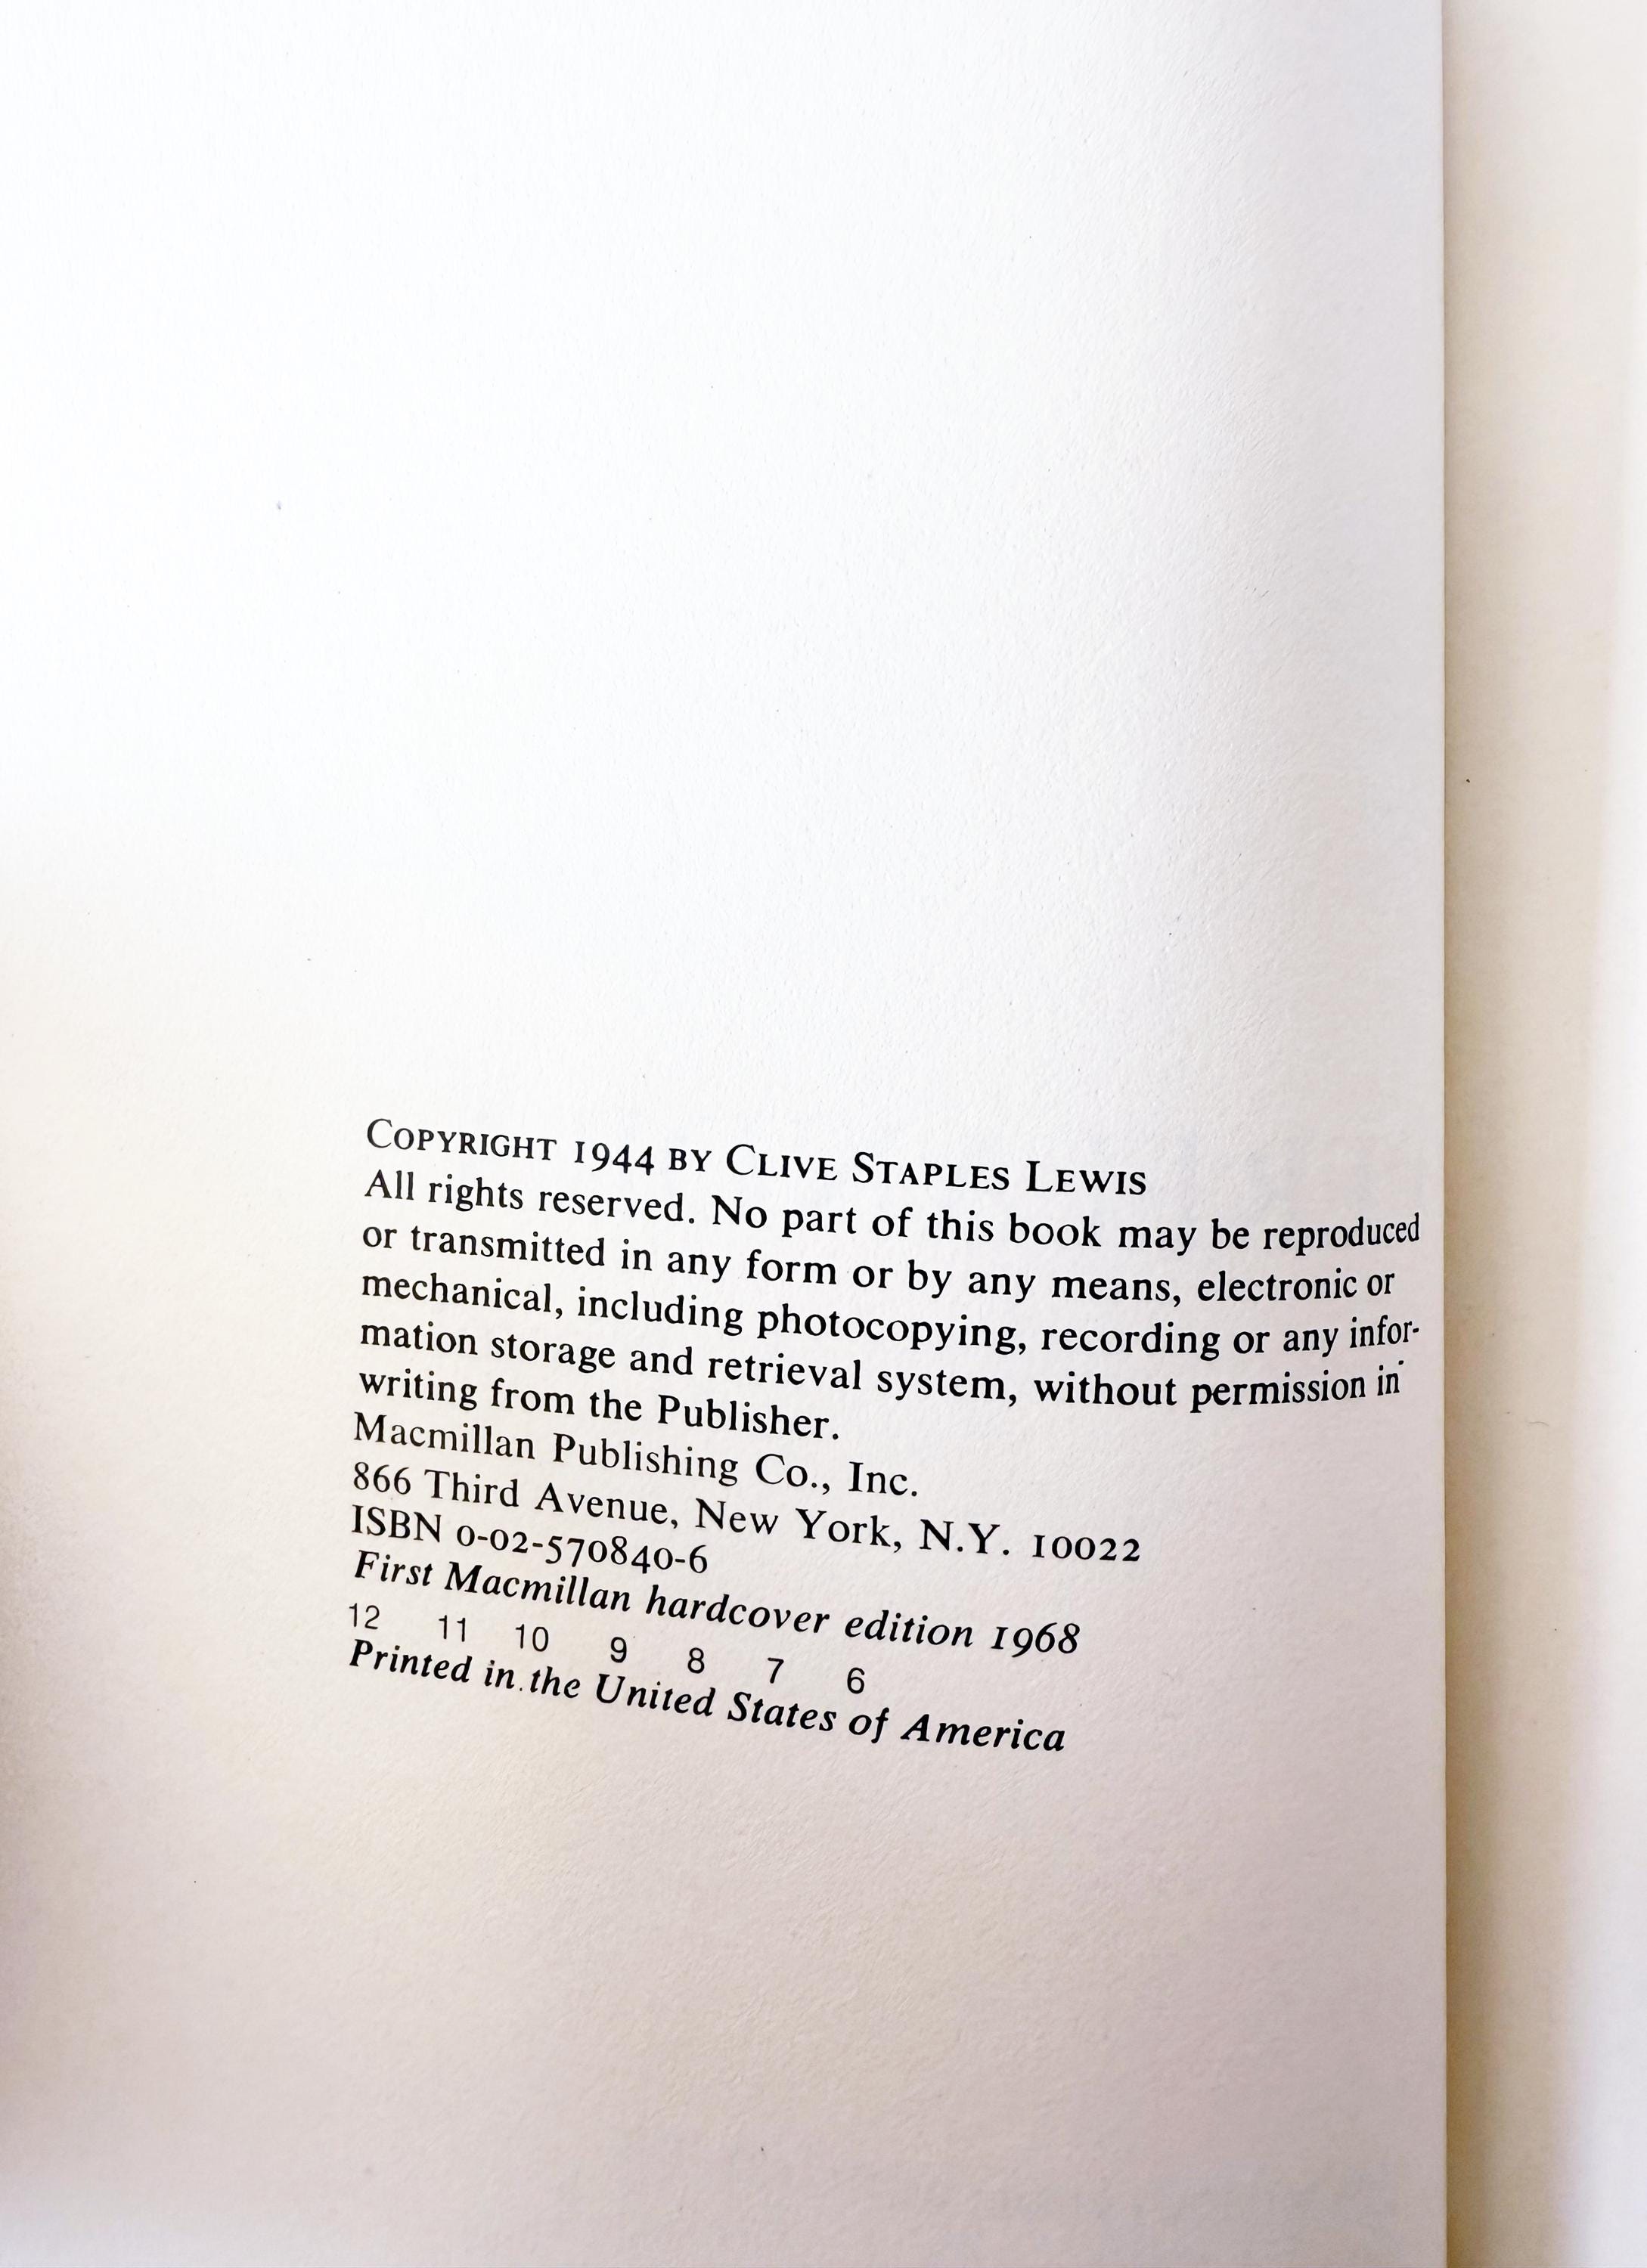 COPYRIGHT 1944 BY CLIVE STAPLES LEWIS
All rights reserved. No part of this book may be reproduced
or transmitted in any form or by any means, electronic or
mechanical, including photocopying, recording or any infor-
mation storage and retrieval system, without permission in
writing from the Publisher.
Macmillan Publishing Co., Inc.
866 Third Avenue, New York, N.Y. 10022
ISBN 0-02-570840-6
First Macmillan hardcover edition 1968
12 11 10 9 8 7 6
Printed in the United States of America